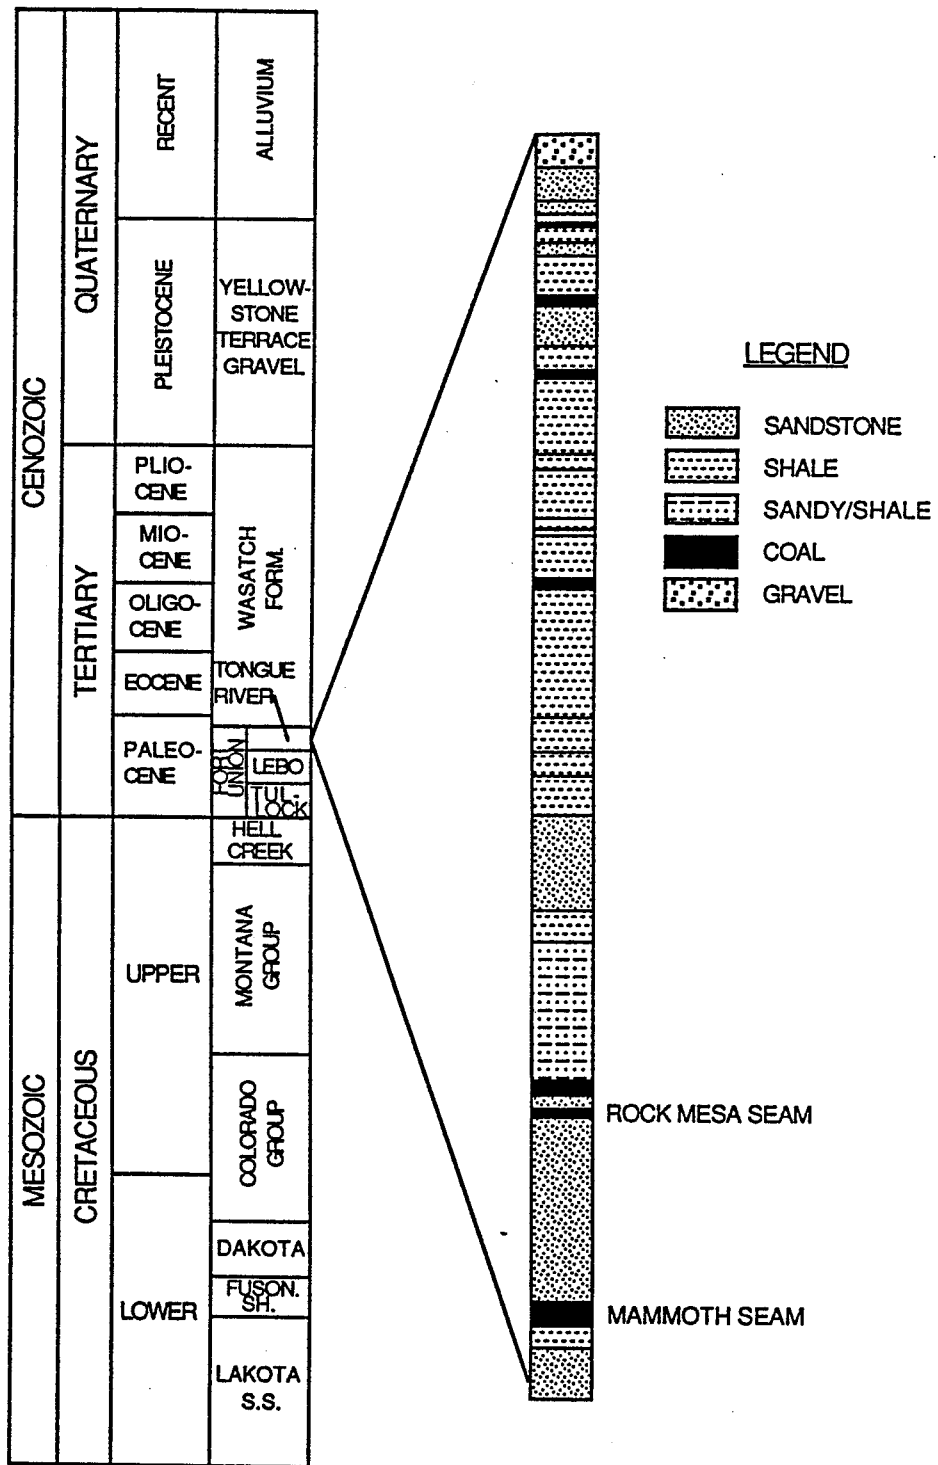 CENOZOIC
QUATERNARY
RECENT
ALLUVIUM
PLEISTOCENE
YELLOW-
STONE
TERRACE
GRAVEL
TERTIARY
PLIO-
CENE
MIO-
CENE
OLIGO-
CENE
EOCENE
PALEO-
CENE
WASATCH
FORM.
TONGUE
RIVER
FOR
UNION
LEBO
TUL-
LOCK
MESOZOIC
CRETACEOUS
UPPER
LOWER
HELL
CREEK
MONTANA
GROUP
COLORADO
GROUP
DAKOTA
FUSON.
SH.
LAKOTA
S.S.
ROCK MESA SEAM
MAMMOTH SEAM
LEGEND
SANDSTONE
SHALE
SANDY/SHALE
COAL
GRAVEL